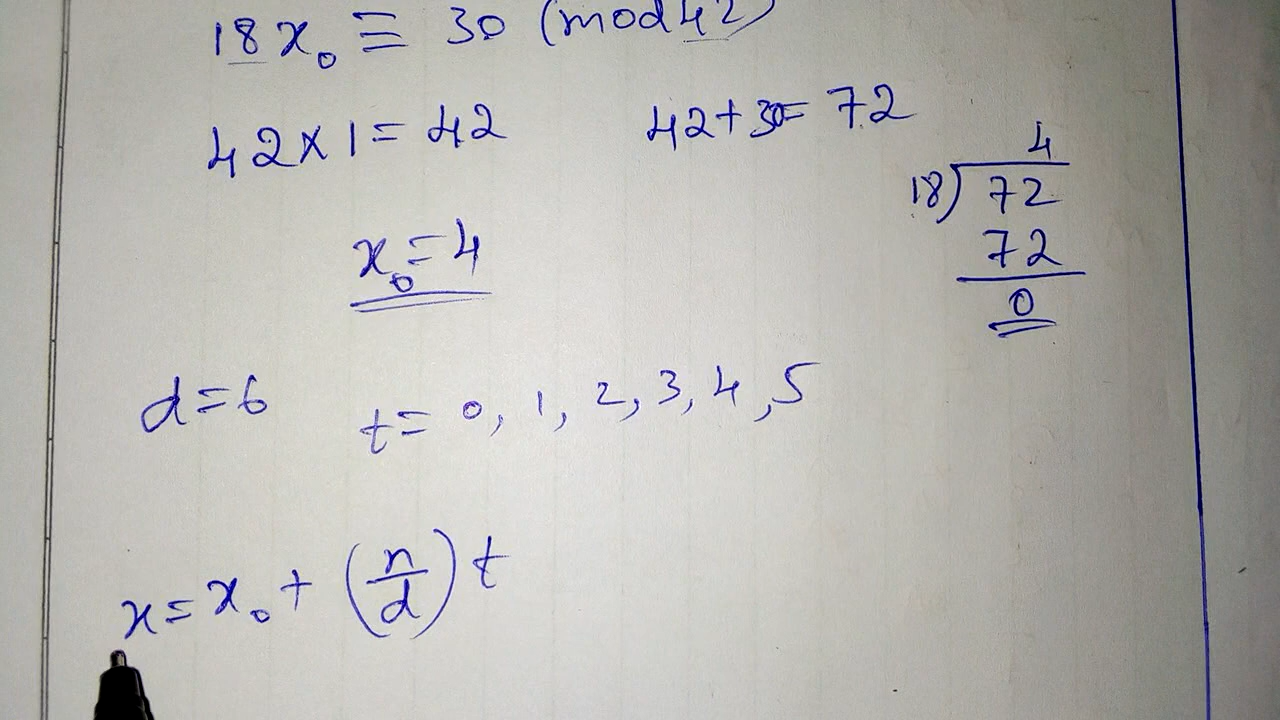 18x₀ ≡ 30 (mod 42)
42 × 1 = 42
42 + 30 = 72
4
18) 72
72
0
x₀ = 4
d = 6
t = 0, 1, 2, 3, 4, 5
x = x₀ + (n/d) t